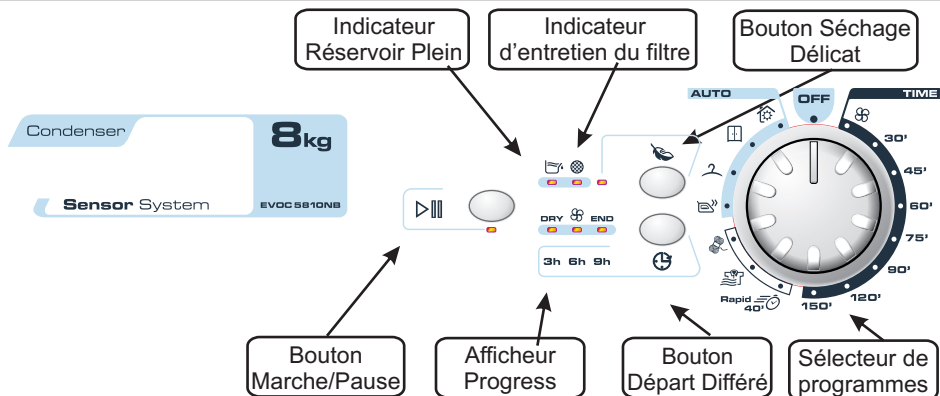 Indicateur
Réservoir Plein
Indicateur
d'entretien du filtre
Bouton Séchage
Délicat
Condenser
8kg
Sensor System
EVOC 5810NB
DRY
END
3h 6h 9h
AUTO
OFF
TIME
30'
45'
60'
75'
90'
120'
150'
Rapid
40'
Bouton
Marche/Pause
Afficheur
Progress
Bouton
Départ Différé
Sélecteur de
programmes